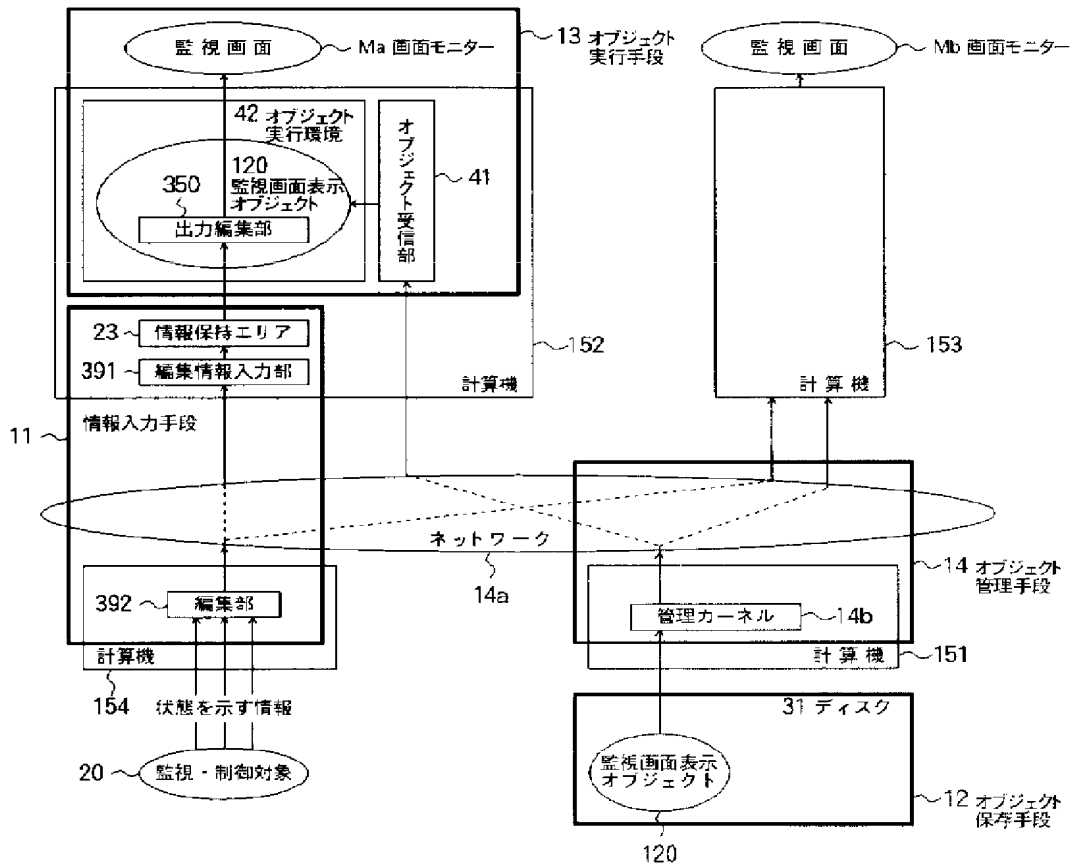 監視画面
Ma 画面モニター
13 オブジェクト
実行手段
監視画面
Mb 画面モニター
42 オブジェクト
実行環境
120
監視画面表示
オブジェクト
350
出力編集部
オブジェクト受信部
41
23
情報保持エリア
391
編集情報入力部
152
計算機
153
計算機
11
情報入力手段
ネットワーク
14a
14 オブジェクト
管理手段
392
編集部
管理カーネル
14b
計算機
154
計算機
151
状態を示す情報
31 ディスク
20
監視・制御対象
監視画面表示
オブジェクト
12 オブジェクト
保存手段
120